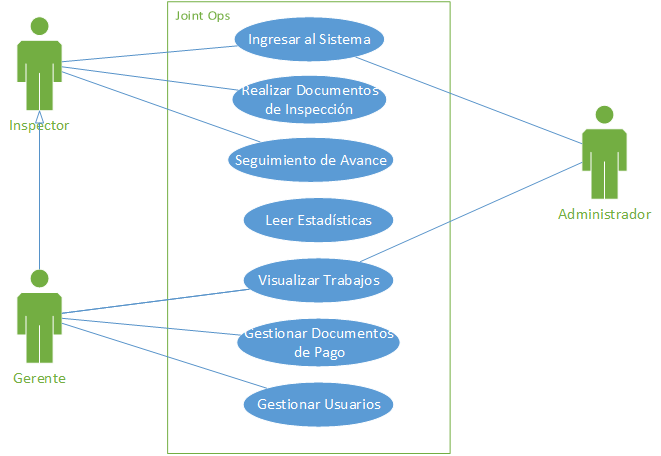 Joint Ops
Ingresar al Sistema
Realizar Documentos
de Inspección
Inspector
Seguimiento de Avance
Leer Estadísticas
Administrador
Visualizar Trabajos
Gestionar Documentos
de Pago
Gerente
Gestionar Usuarios